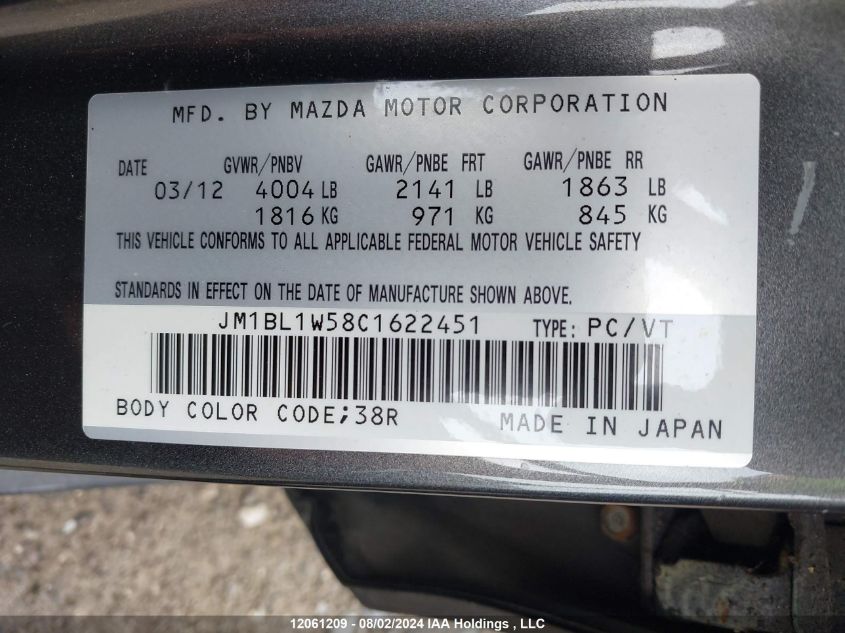 MFD. BY MAZDA MOTOR CORPORATION
DATE GVWR/PNBV GAWR/PNBE FRT GAWR/PNBE RR
03/12 4004 LB 2141 LB 1863 LB
1816 KG 971 KG 845 KG
THIS VEHICLE CONFORMS TO ALL APPLICABLE FEDERAL MOTOR VEHICLE SAFETY
STANDARDS IN EFFECT ON THE DATE OF MANUFACTURE SHOWN ABOVE.
JM1BL1W58C1622451 TYPE: PC/VT
BODY COLOR CODE;38R MADE IN JAPAN
12061209 - 08/02/2024 IAA Holdings , LLC